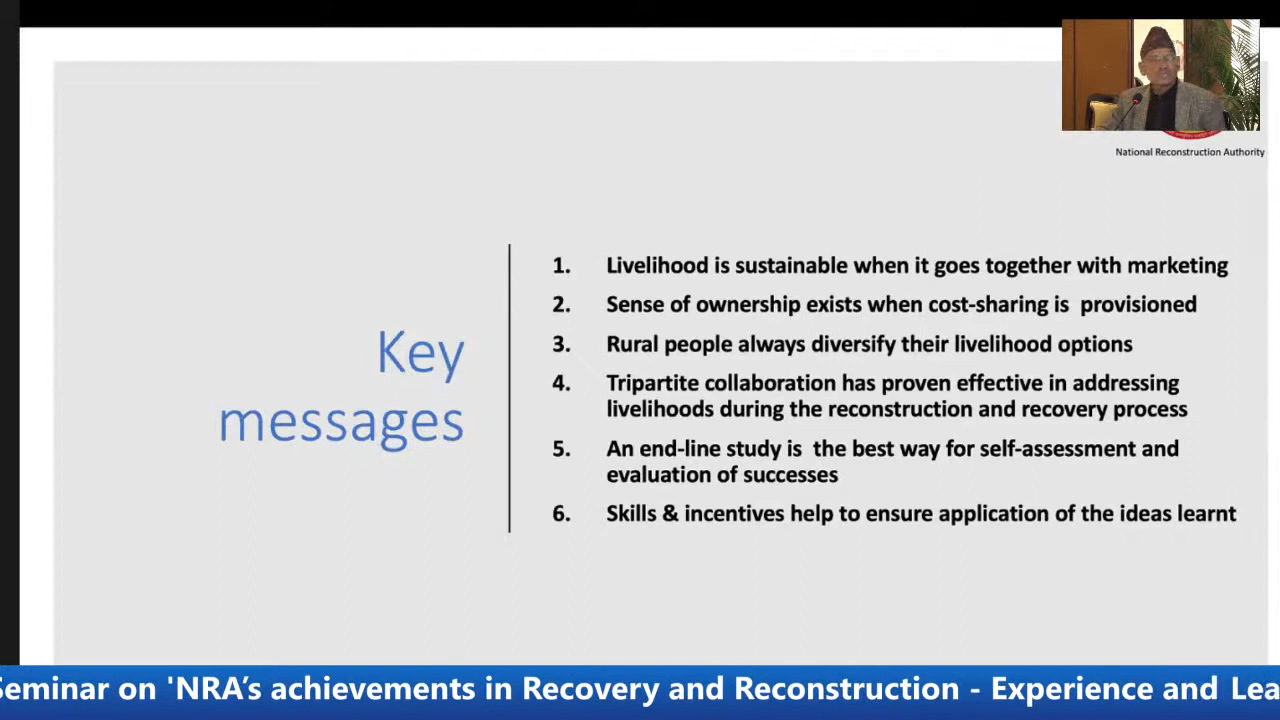 National Reconstruction Authority
Key
messages
1. Livelihood is sustainable when it goes together with marketing
2. Sense of ownership exists when cost-sharing is provisioned
3. Rural people always diversify their livelihood options
4. Tripartite collaboration has proven effective in addressing
livelihoods during the reconstruction and recovery process
5. An end-line study is the best way for self-assessment and
evaluation of successes
6. Skills & incentives help to ensure application of the ideas learnt
Seminar on 'NRA’s achievements in Recovery and Reconstruction - Experience and Lea